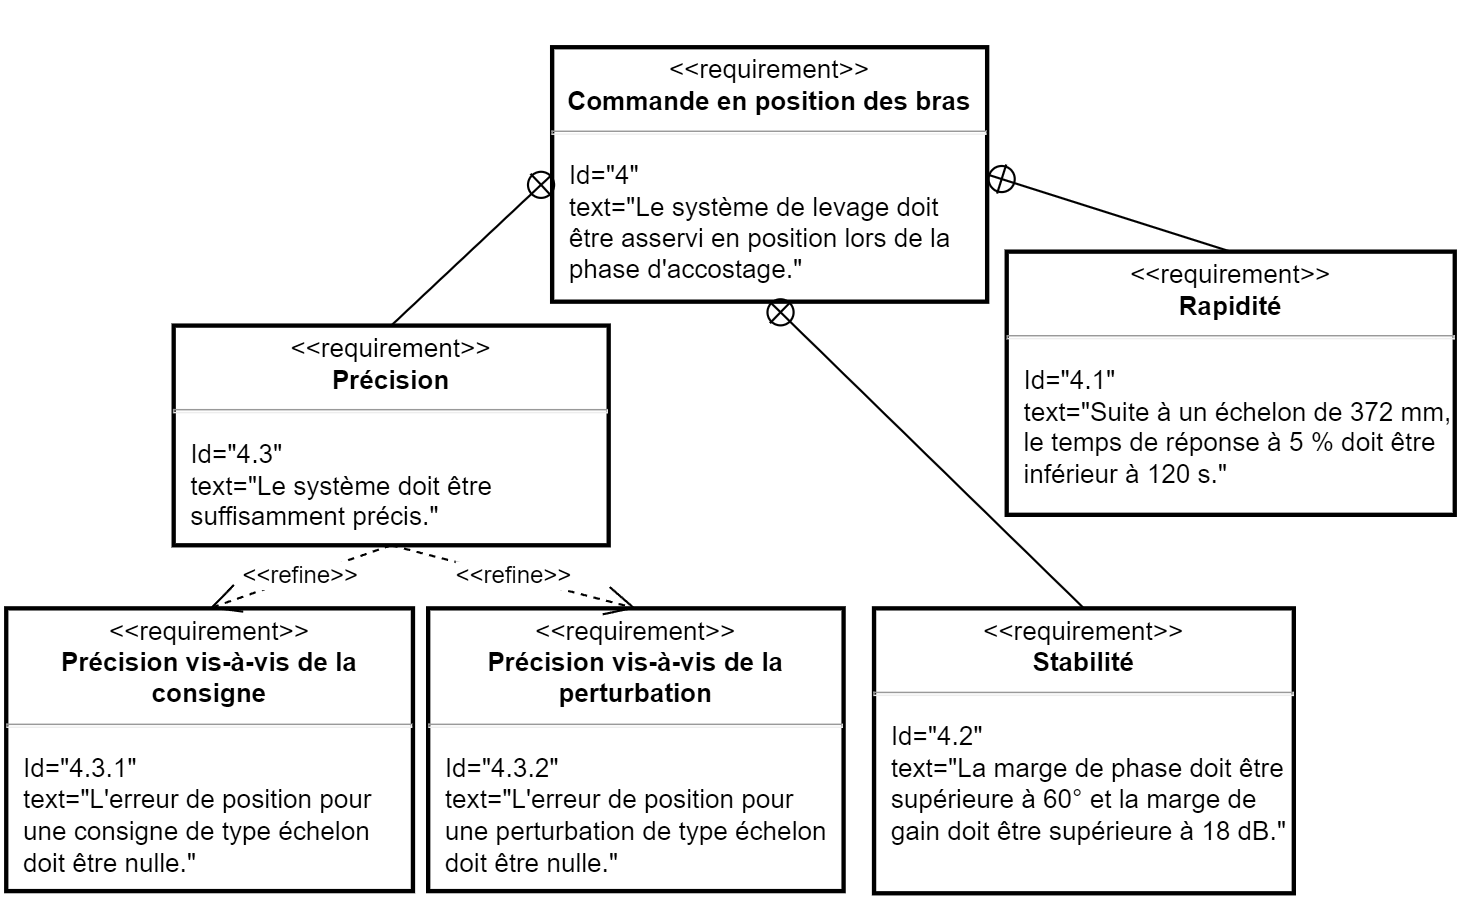 <<requirement>>
Commande en position des bras
Id="4"
text="Le système de levage doit
être asservi en position lors de la
phase d'accostage."
<<requirement>>
Rapidité
Id="4.1"
text="Suite à un échelon de 372 mm,
le temps de réponse à 5 % doit être
inférieur à 120 s."
<<requirement>>
Précision
Id="4.3"
text="Le système doit être
suffisamment précis."
<<refine>>
<<refine>>
<<requirement>>
Précision vis-à-vis de la
consigne
Id="4.3.1"
text="L'erreur de position pour
une consigne de type échelon
doit être nulle."
<<requirement>>
Précision vis-à-vis de la
perturbation
Id="4.3.2"
text="L'erreur de position pour
une perturbation de type échelon
doit être nulle."
<<requirement>>
Stabilité
Id="4.2"
text="La marge de phase doit être
supérieure à 60° et la marge de
gain doit être supérieure à 18 dB."